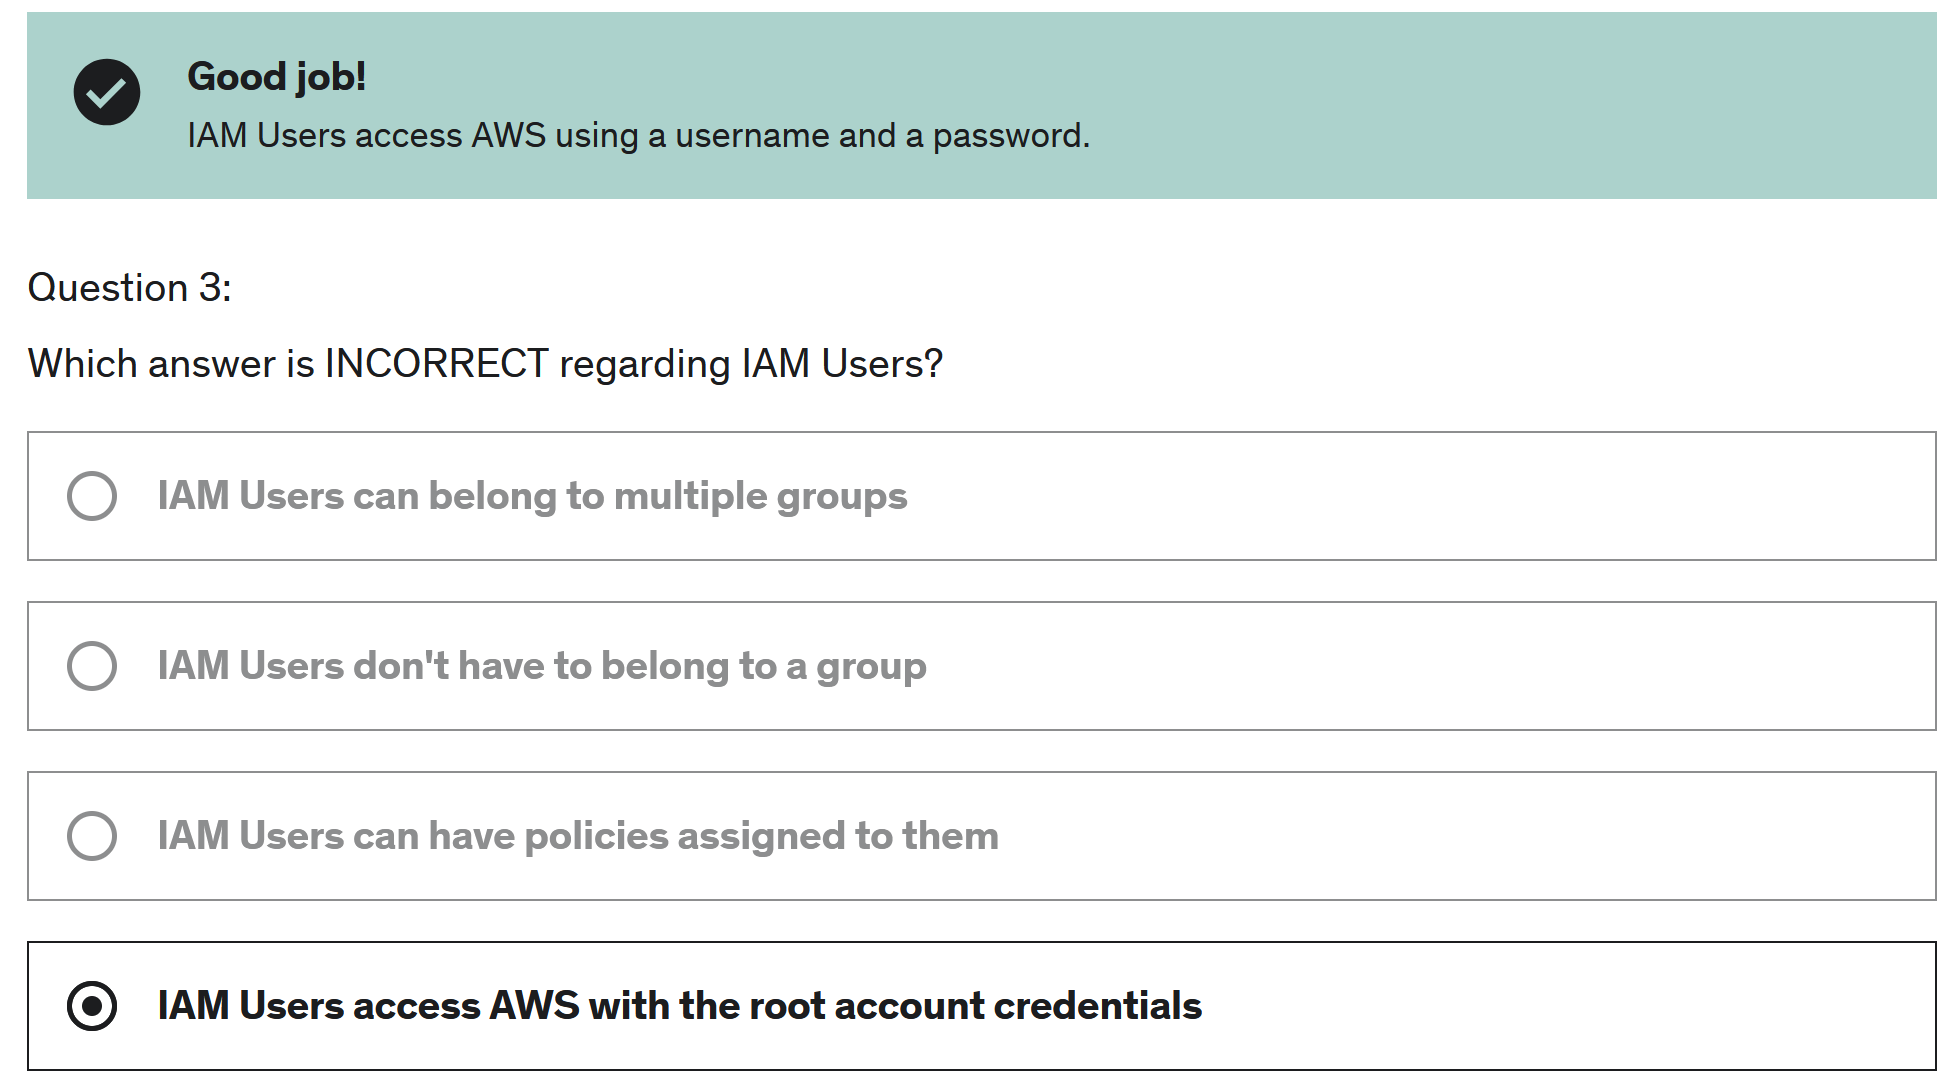 Good job!
IAM Users access AWS using a username and a password.
Question 3:
Which answer is INCORRECT regarding IAM Users?
IAM Users can belong to multiple groups
IAM Users don't have to belong to a group
IAM Users can have policies assigned to them
IAM Users access AWS with the root account credentials